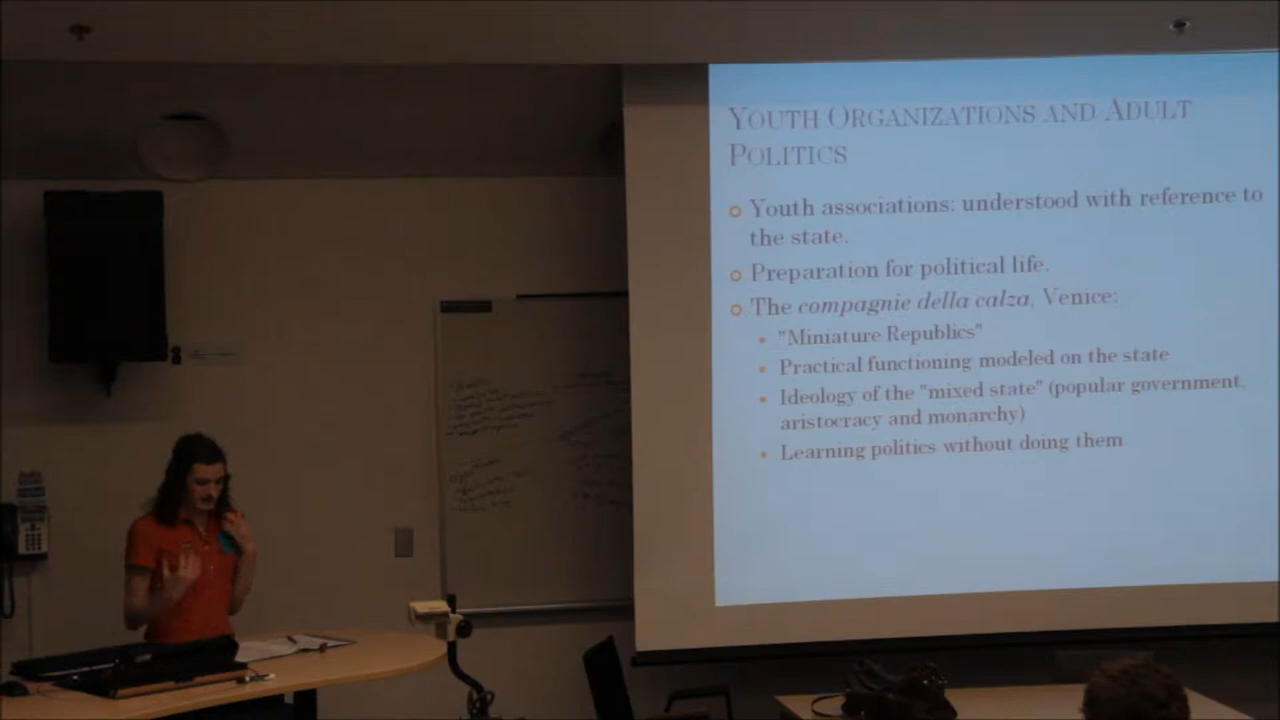 YOUTH ORGANIZATIONS AND ADULT
POLITICS
Youth associations: understood with reference to
the state.
Preparation for political life.
The compagnie della calza, Venice:
"Miniature Republics"
Practical functioning modeled on the state
Ideology of the "mixed state" (popular government,
aristocracy and monarchy)
Learning politics without doing them